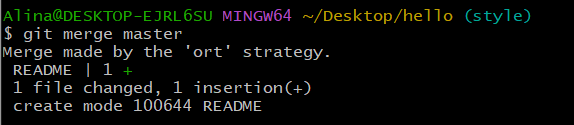 Alina@DESKTOP-EJRL6SU MINGW64 ~/Desktop/hello (style)
$ git merge master
Merge made by the 'ort' strategy.
 README | 1 +
 1 file changed, 1 insertion(+)
 create mode 100644 README